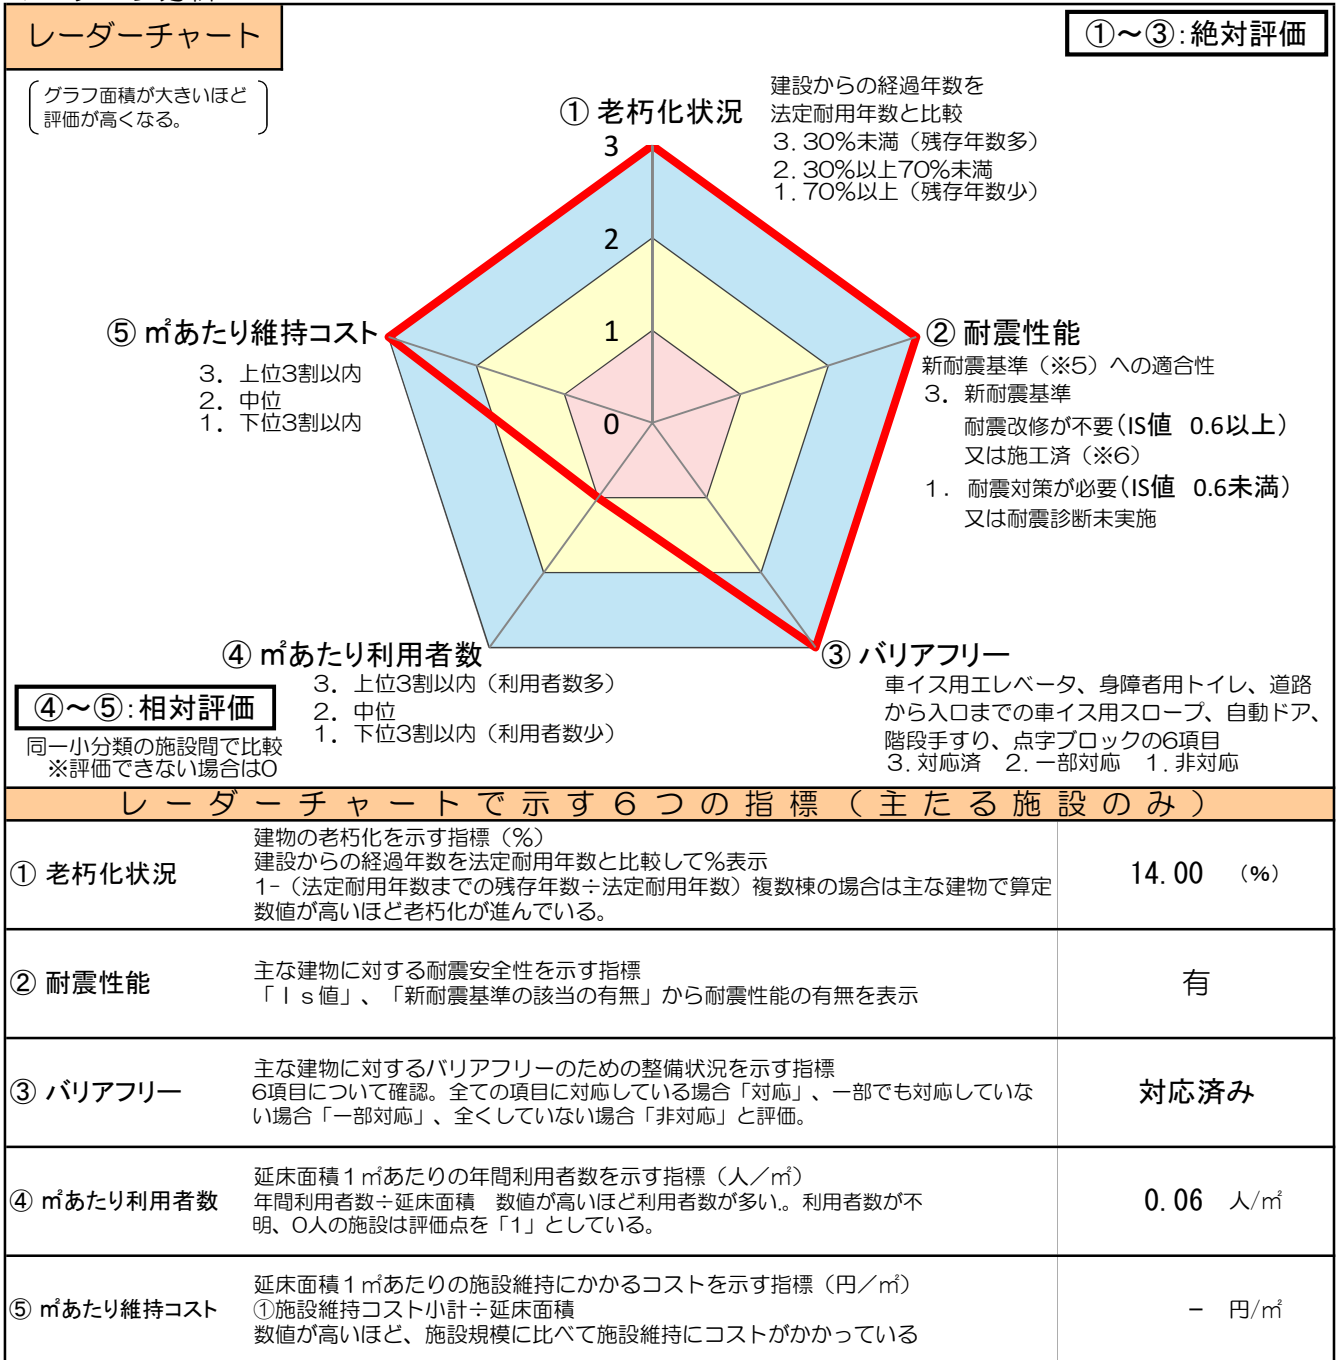 レーダーチャート
①～③:絶対評価
グラフ面積が大きいほど
評価が高くなる。
① 老朽化状況
建設からの経過年数を
法定耐用年数と比較
3.30%未満（残存年数多）
2.30%以上70%未満
1.70%以上（残存年数少）
3
2
1
0
⑤ ㎡あたり維持コスト
3．上位3割以内
2．中位
1．下位3割以内
② 耐震性能
新耐震基準（※5）への適合性
3．新耐震基準
耐震改修が不要(IS値 0.6以上)
又は施工済（※6）
1．耐震対策が必要(IS値 0.6未満)
又は耐震診断未実施
④ ㎡あたり利用者数
3．上位3割以内（利用者数多）
2．中位
1．下位3割以内（利用者数少）
③ バリアフリー
車イス用エレベータ、身障者用トイレ、道路
から入口までの車イス用スロープ、自動ドア、
階段手すり、点字ブロックの6項目
3.対応済 2.一部対応 1.非対応
④～⑤:相対評価
同一小分類の施設間で比較
※評価できない場合は0
レーダーチャートで示す６つの指標（主たる施設のみ）
① 老朽化状況
建物の老朽化を示す指標（%）
建設からの経過年数を法定耐用年数と比較して%表示
1-（法定耐用年数までの残存年数÷法定耐用年数）複数棟の場合は主な建物で算定
数値が高いほど老朽化が進んでいる。
14.00 （%）
② 耐震性能
主な建物に対する耐震安全性を示す指標
「Ｉｓ値」、「新耐震基準の該当の有無」から耐震性能の有無を表示
有
③ バリアフリー
主な建物に対するバリアフリーのための整備状況を示す指標
6項目について確認。全ての項目に対応している場合「対応」、一部でも対応していな
い場合「一部対応」、全くしていない場合「非対応」と評価。
対応済み
④ ㎡あたり利用者数
延床面積１㎡あたりの年間利用者数を示す指標（人／㎡）
年間利用者数÷延床面積 数値が高いほど利用者数が多い。利用者数が不
明、0人の施設は評価点を「1」としている。
0.06 人/㎡
⑤ ㎡あたり維持コスト
延床面積１㎡あたりの施設維持にかかるコストを示す指標（円／㎡）
①施設維持コスト小計÷延床面積
数値が高いほど、施設規模に比べて施設維持にコストがかかっている
- 円/㎡